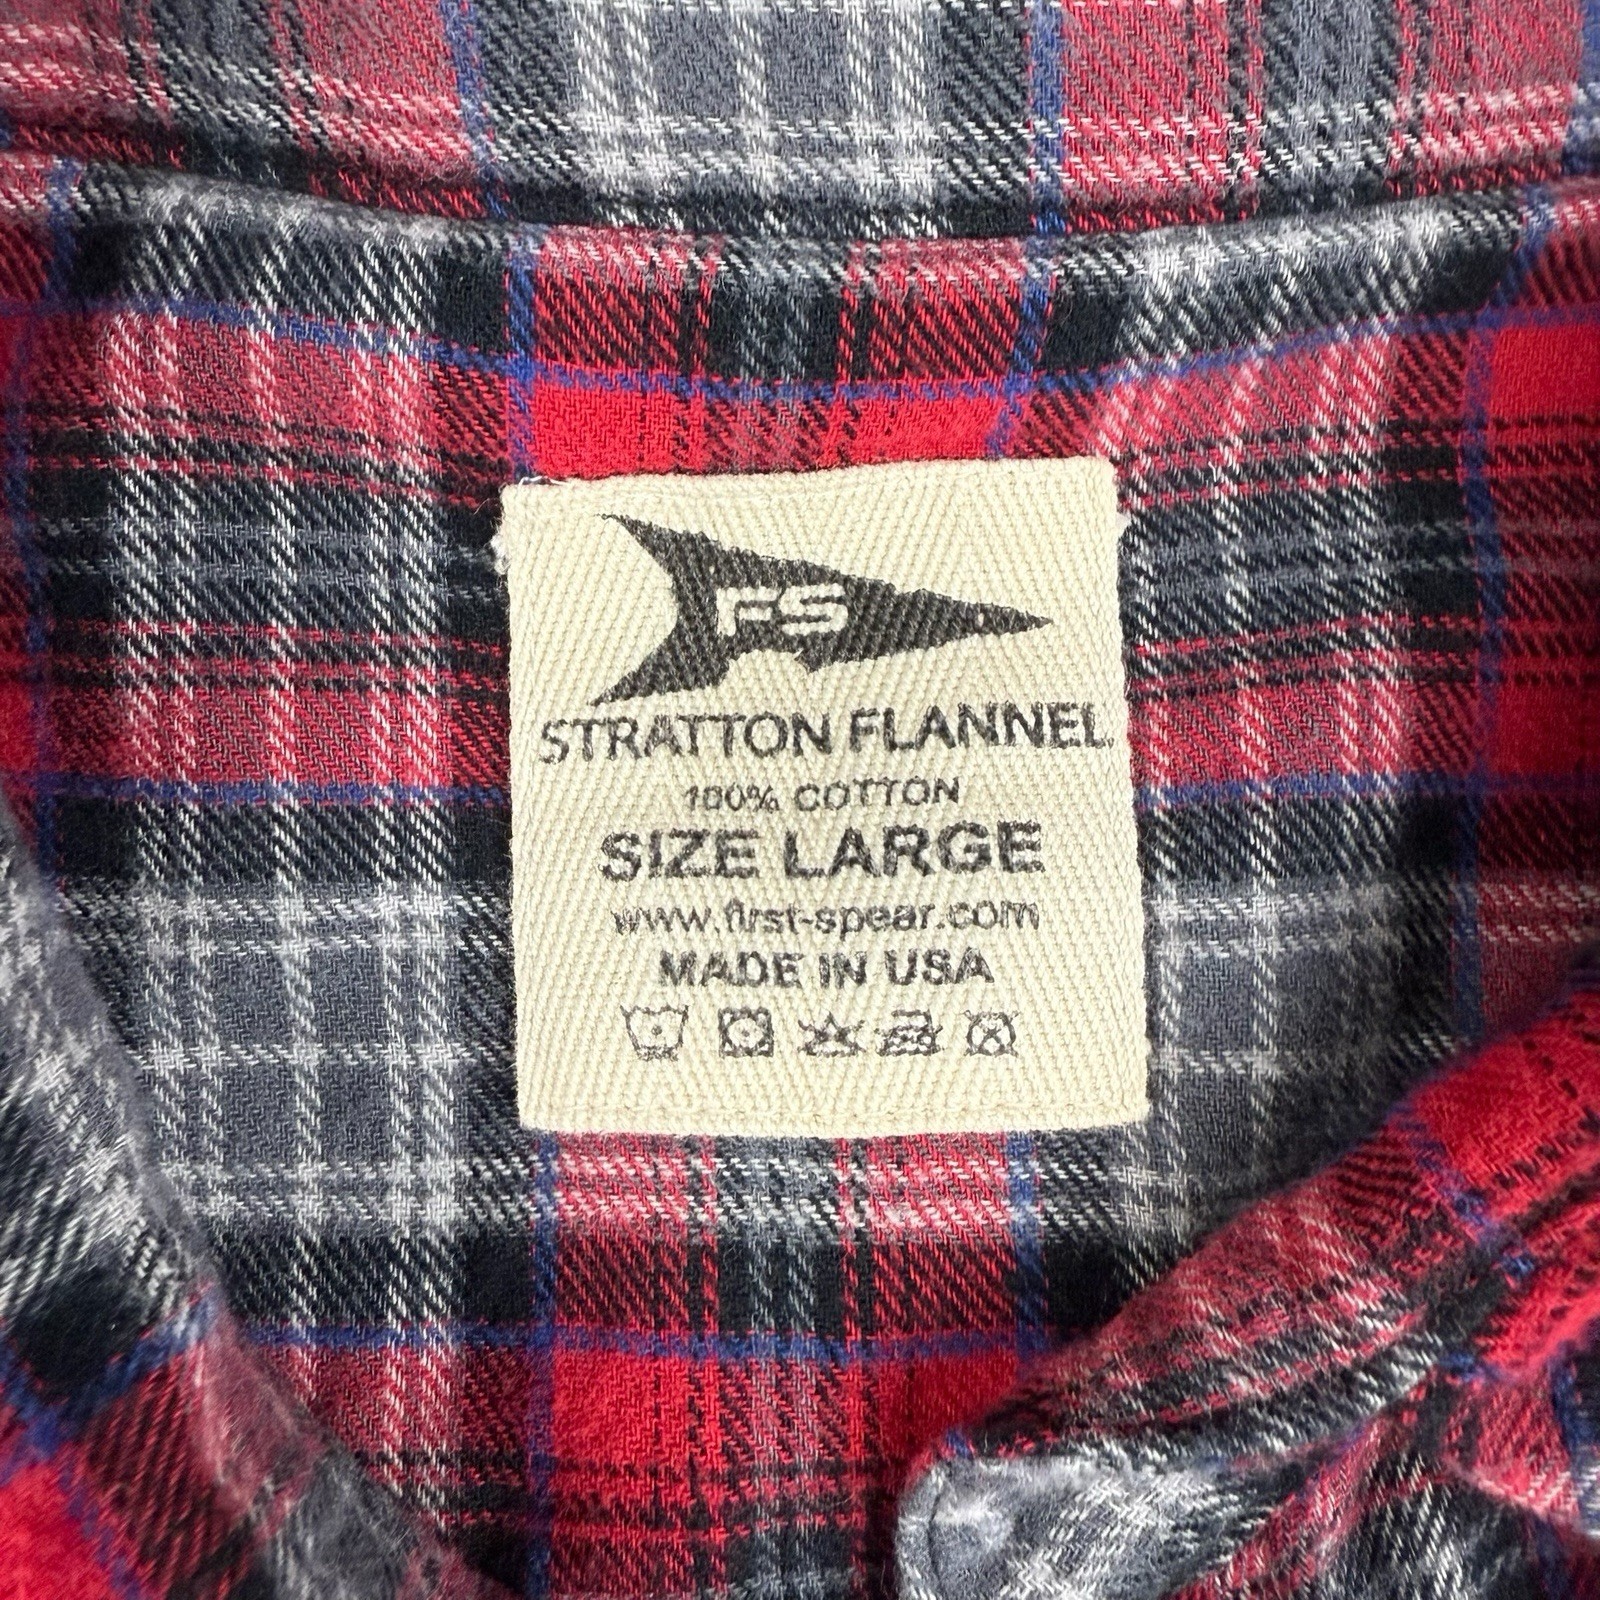 FS
STRATTON FLANNEL
100% COTTON
SIZE LARGE
www.first-spear.com
MADE IN USA